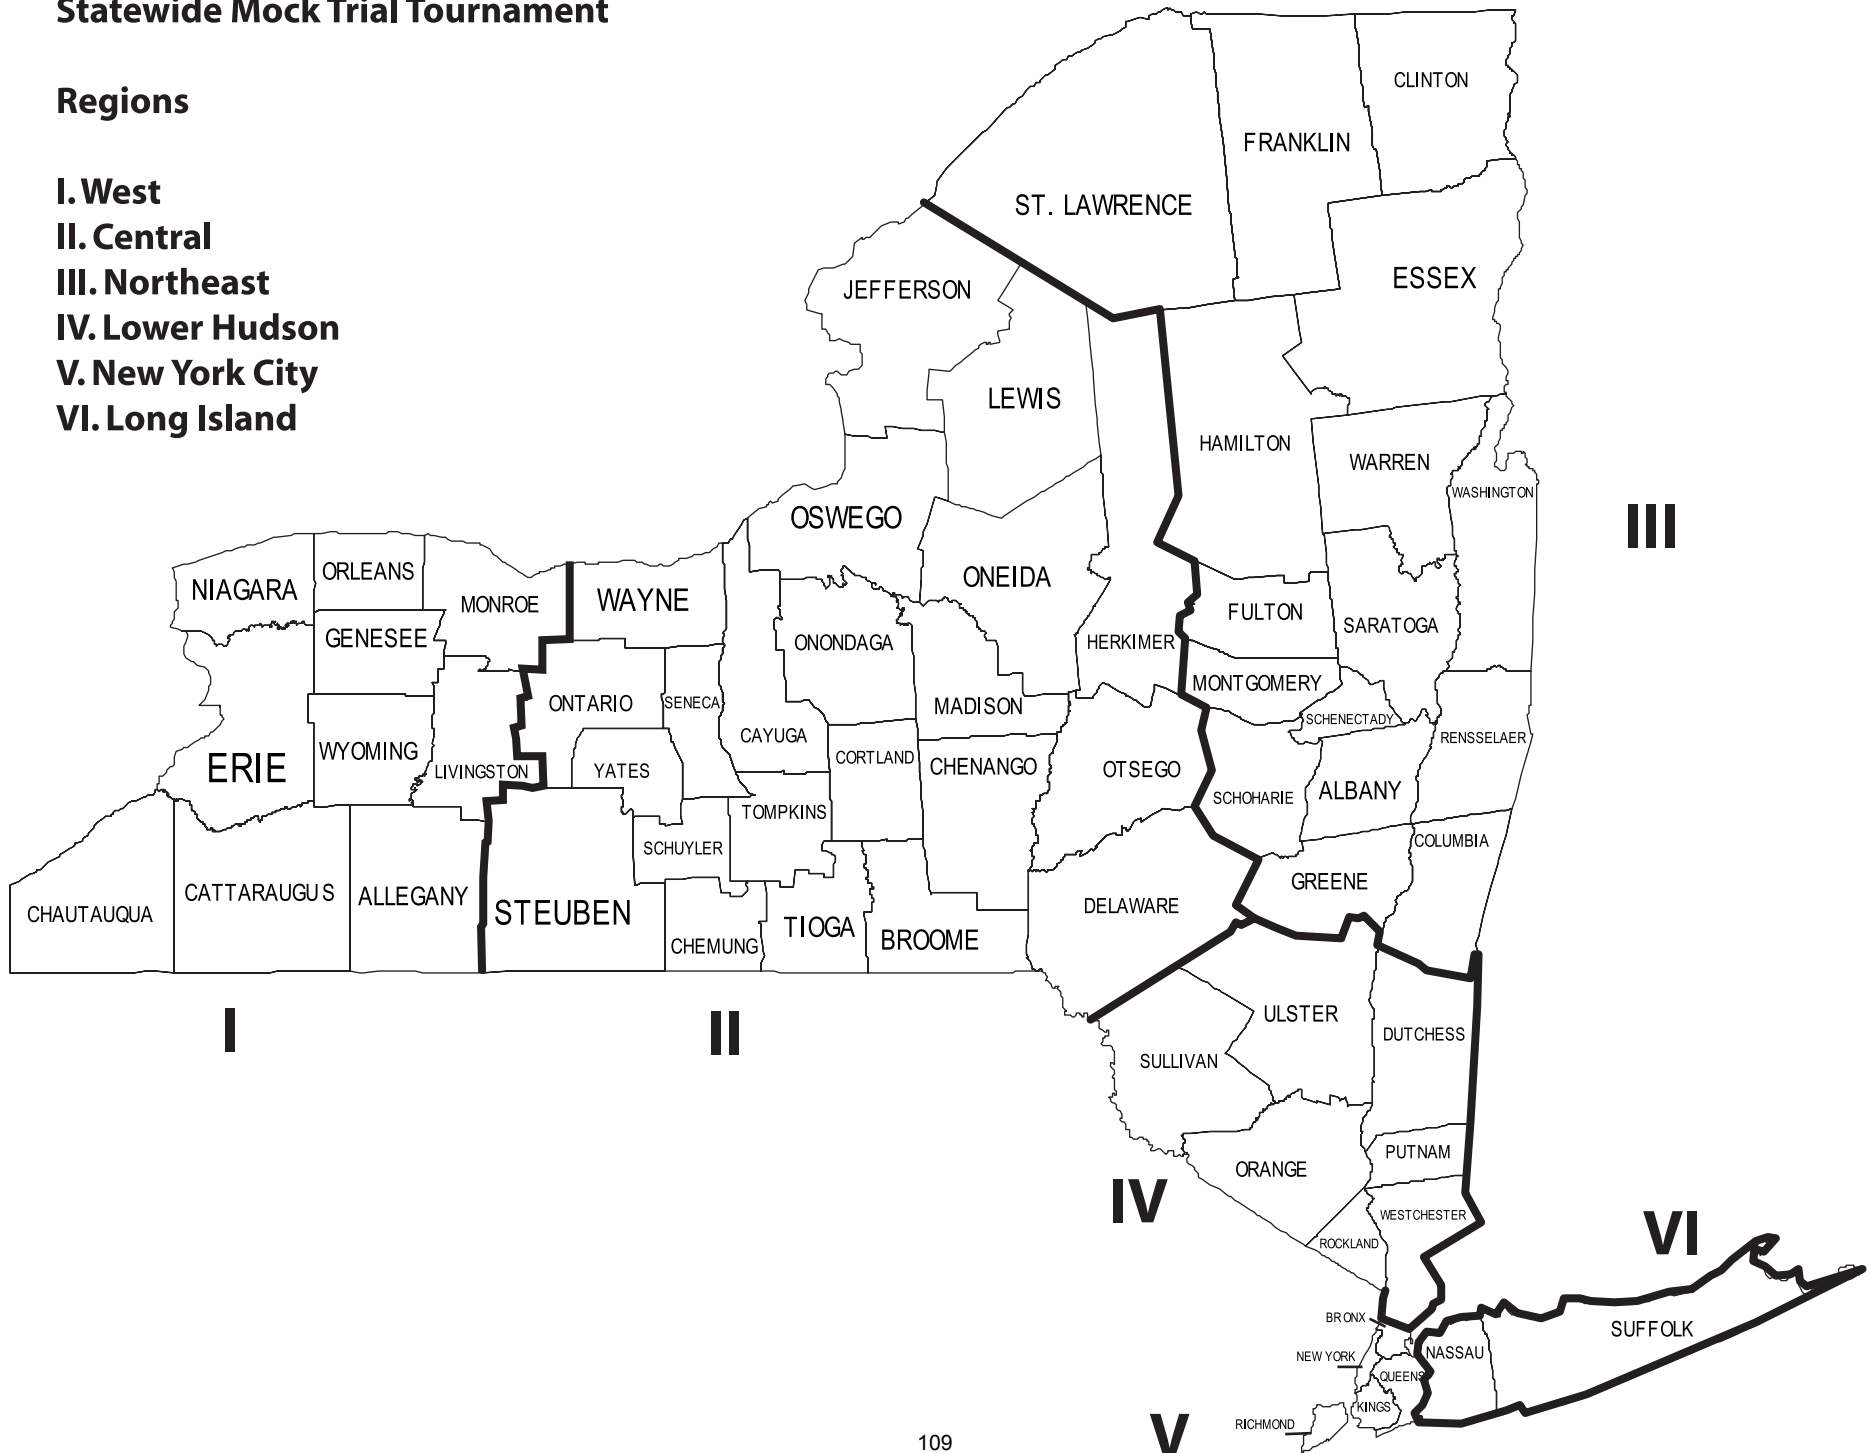 Statewide Mock Trial Tournament
Regions
I. West
II. Central
III. Northeast
IV. Lower Hudson
V. New York City
VI. Long Island
CLINTON
FRANKLIN
ST. LAWRENCE
ESSEX
JEFFERSON
LEWIS
HAMILTON
WARREN
WASHINGTON
III
OSWEGO
ONEIDA
NIAGARA
ORLEANS
MONROE
WAYNE
GENESEE
ONONDAGA
HERKIMER
FULTON
SARATOGA
MONTGOMERY
ONTARIO
SENECA
MADISON
SCHENECTADY
RENSSELAER
CAYUGA
WYOMING
ERIE
LIVINGSTON
YATES
CORTLAND
CHENANGO
OTSEGO
SCHOHARIE
ALBANY
TOMPKINS
SCHUYLER
COLUMBIA
GREENE
CHAUTAUQUA
CATTARAUGUS
ALLEGANY
STEUBEN
CHEMUNG
TIOGA
BROOME
DELAWARE
I
II
ULSTER
DUTCHESS
SULLIVAN
PUTNAM
ORANGE
IV
WESTCHESTER
ROCKLAND
VI
BRONX
SUFFOLK
NEW YORK
NASSAU
QUEENS
KINGS
RICHMOND
V
109